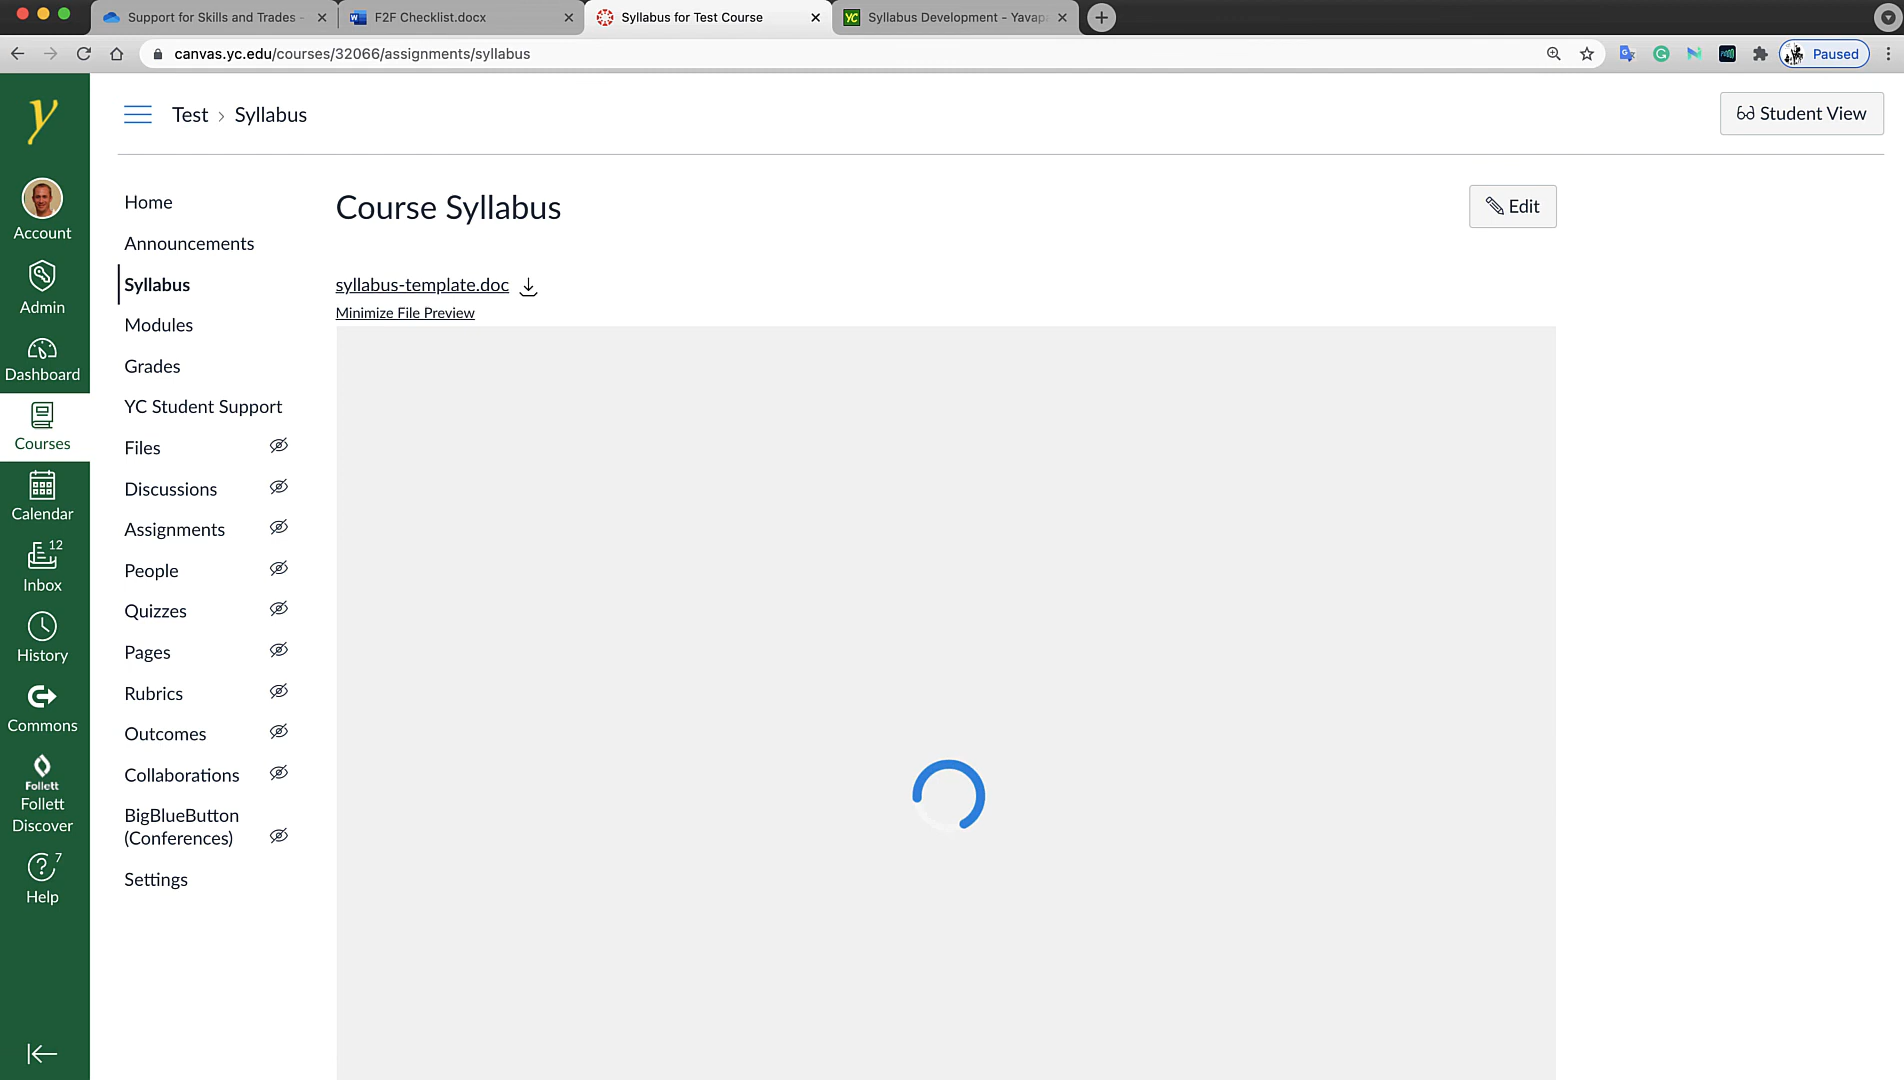 Support for Skills and Trades -
F2F Checklist.docx
Syllabus for Test Course
YC
Syllabus Development - Yavap
canvas.yc.edu/courses/32066/assignments/syllabus
Paused
y
Test › Syllabus
Student View
Account
Admin
Dashboard
Courses
Calendar
12
Inbox
History
Commons
Follett
Follett
Discover
7
Help
Home
Announcements
Syllabus
Modules
Grades
YC Student Support
Files
Discussions
Assignments
People
Quizzes
Pages
Rubrics
Outcomes
Collaborations
BigBlueButton
(Conferences)
Settings
Course Syllabus
Edit
syllabus-template.doc
Minimize File Preview